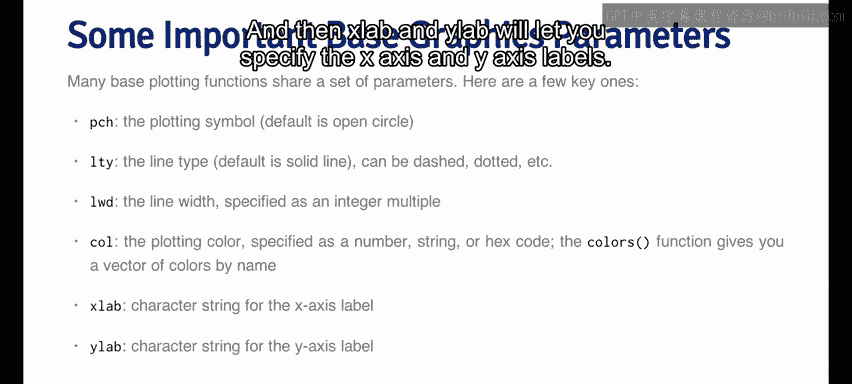 Some Important Base Graphics Parameters
And then xlab and ylab will let you
specify the x axis and y axis labels.
Many base plotting functions share a set of parameters. Here are a few key ones:
· pch: the plotting symbol (default is open circle)
· lty: the line type (default is solid line), can be dashed, dotted, etc.
· lwd: the line width, specified as an integer multiple
· col: the plotting color, specified as a number, string, or hex code; the colors() function gives you
a vector of colors by name
· xlab: character string for the x-axis label
· ylab: character string for the y-axis label